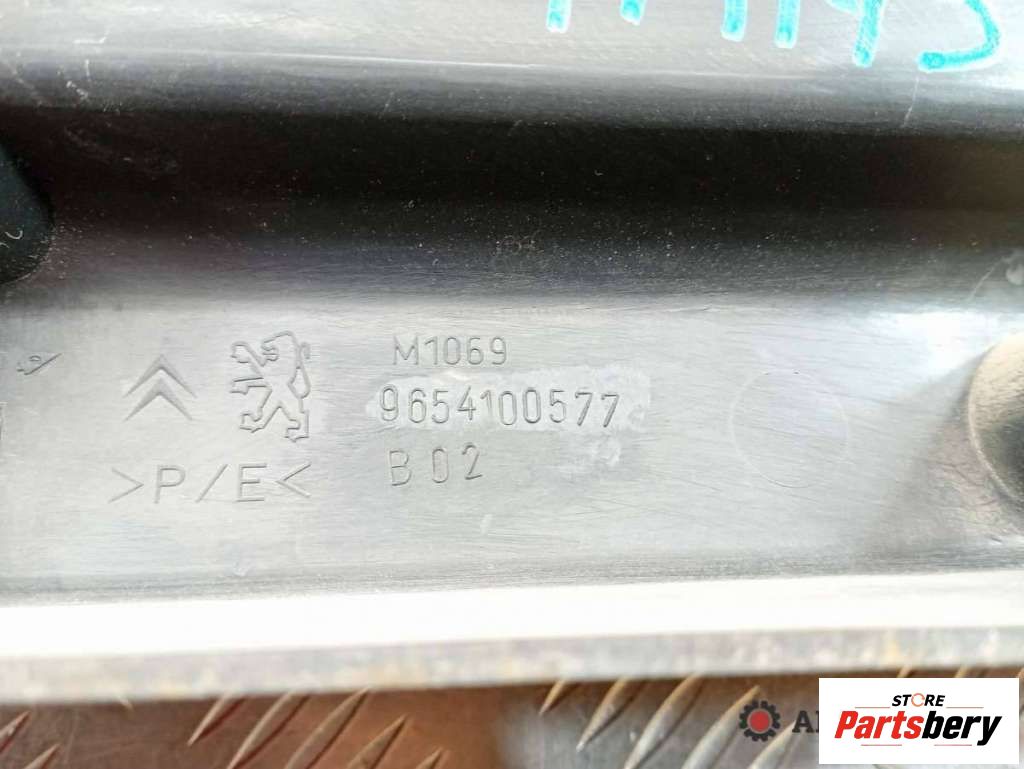 M1069
9654100577
B02
>P/E<
STORE
Partsbery